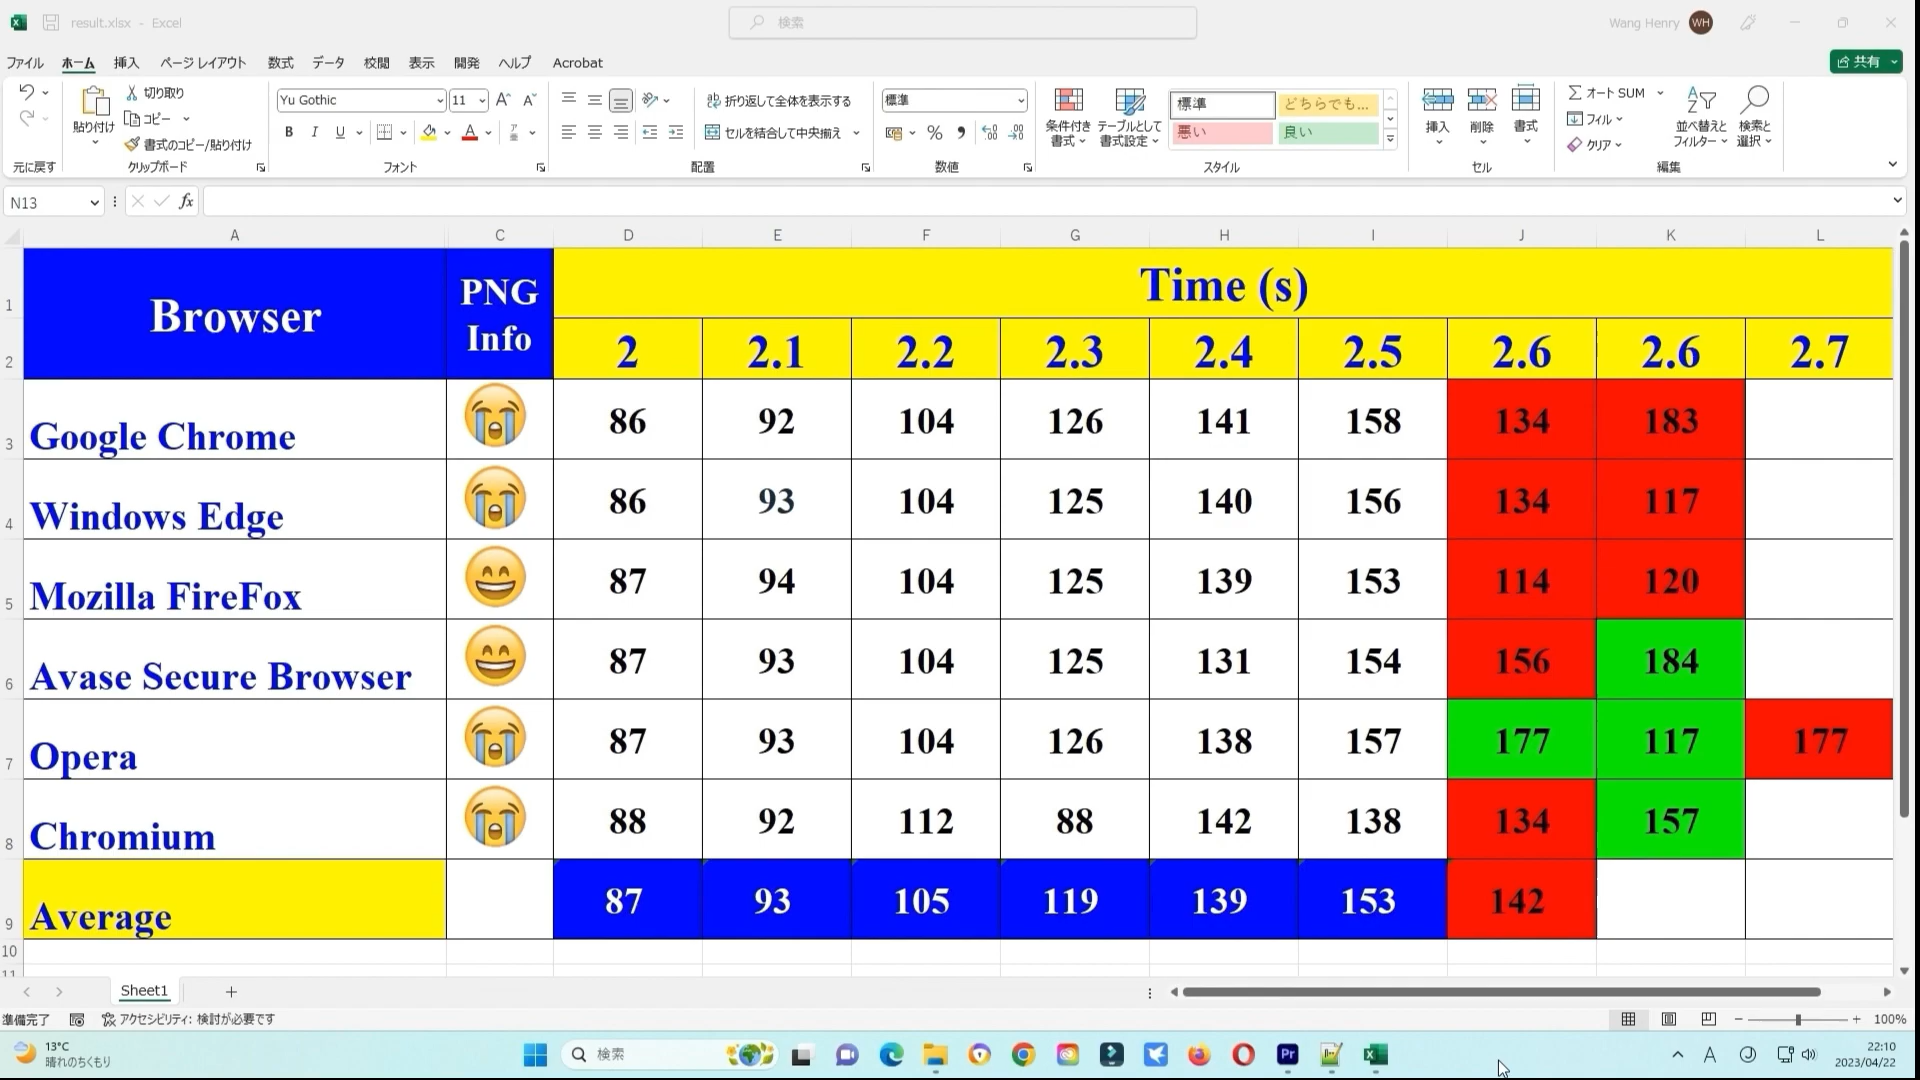 result.xlsx - Excel
検索
Wang Henry WH
ファイル ホーム 挿入 ページ レイアウト 数式 データ 校閲 表示 開発 ヘルプ Acrobat
共有
貼り付け
切り取り
コピー
書式のコピー/貼り付け
Yu Gothic 11
B I U
折り返して全体を表示する
セルを結合して中央揃え
標準
条件付き書式
テーブルとして書式設定
標準 どちらでも...
悪い 良い
挿入 削除 書式
オート SUM
フィル
クリア
並べ替えとフィルター
検索と選択
元に戻す クリップボード フォント 配置 数値 スタイル セル 編集
N13 fx
A C D E F G H I J K L
Browser PNG Info Time (s)
1
2 2 2.1 2.2 2.3 2.4 2.5 2.6 2.6 2.7
3 Google Chrome 86 92 104 126 141 158 134 183
4 Windows Edge 86 93 104 125 140 156 134 117
5 Mozilla FireFox 87 94 104 125 139 153 114 120
6 Avase Secure Browser 87 93 104 125 131 154 156 184
7 Opera 87 93 104 126 138 157 177 117 177
8 Chromium 88 92 112 88 142 138 134 157
9 Average 87 93 105 119 139 153 142
10
11
Sheet1
準備完了 アクセシビリティ: 検討が必要です 100%
13°C
晴れのちくもり
検索
Pr
A
22:10
2023/04/22